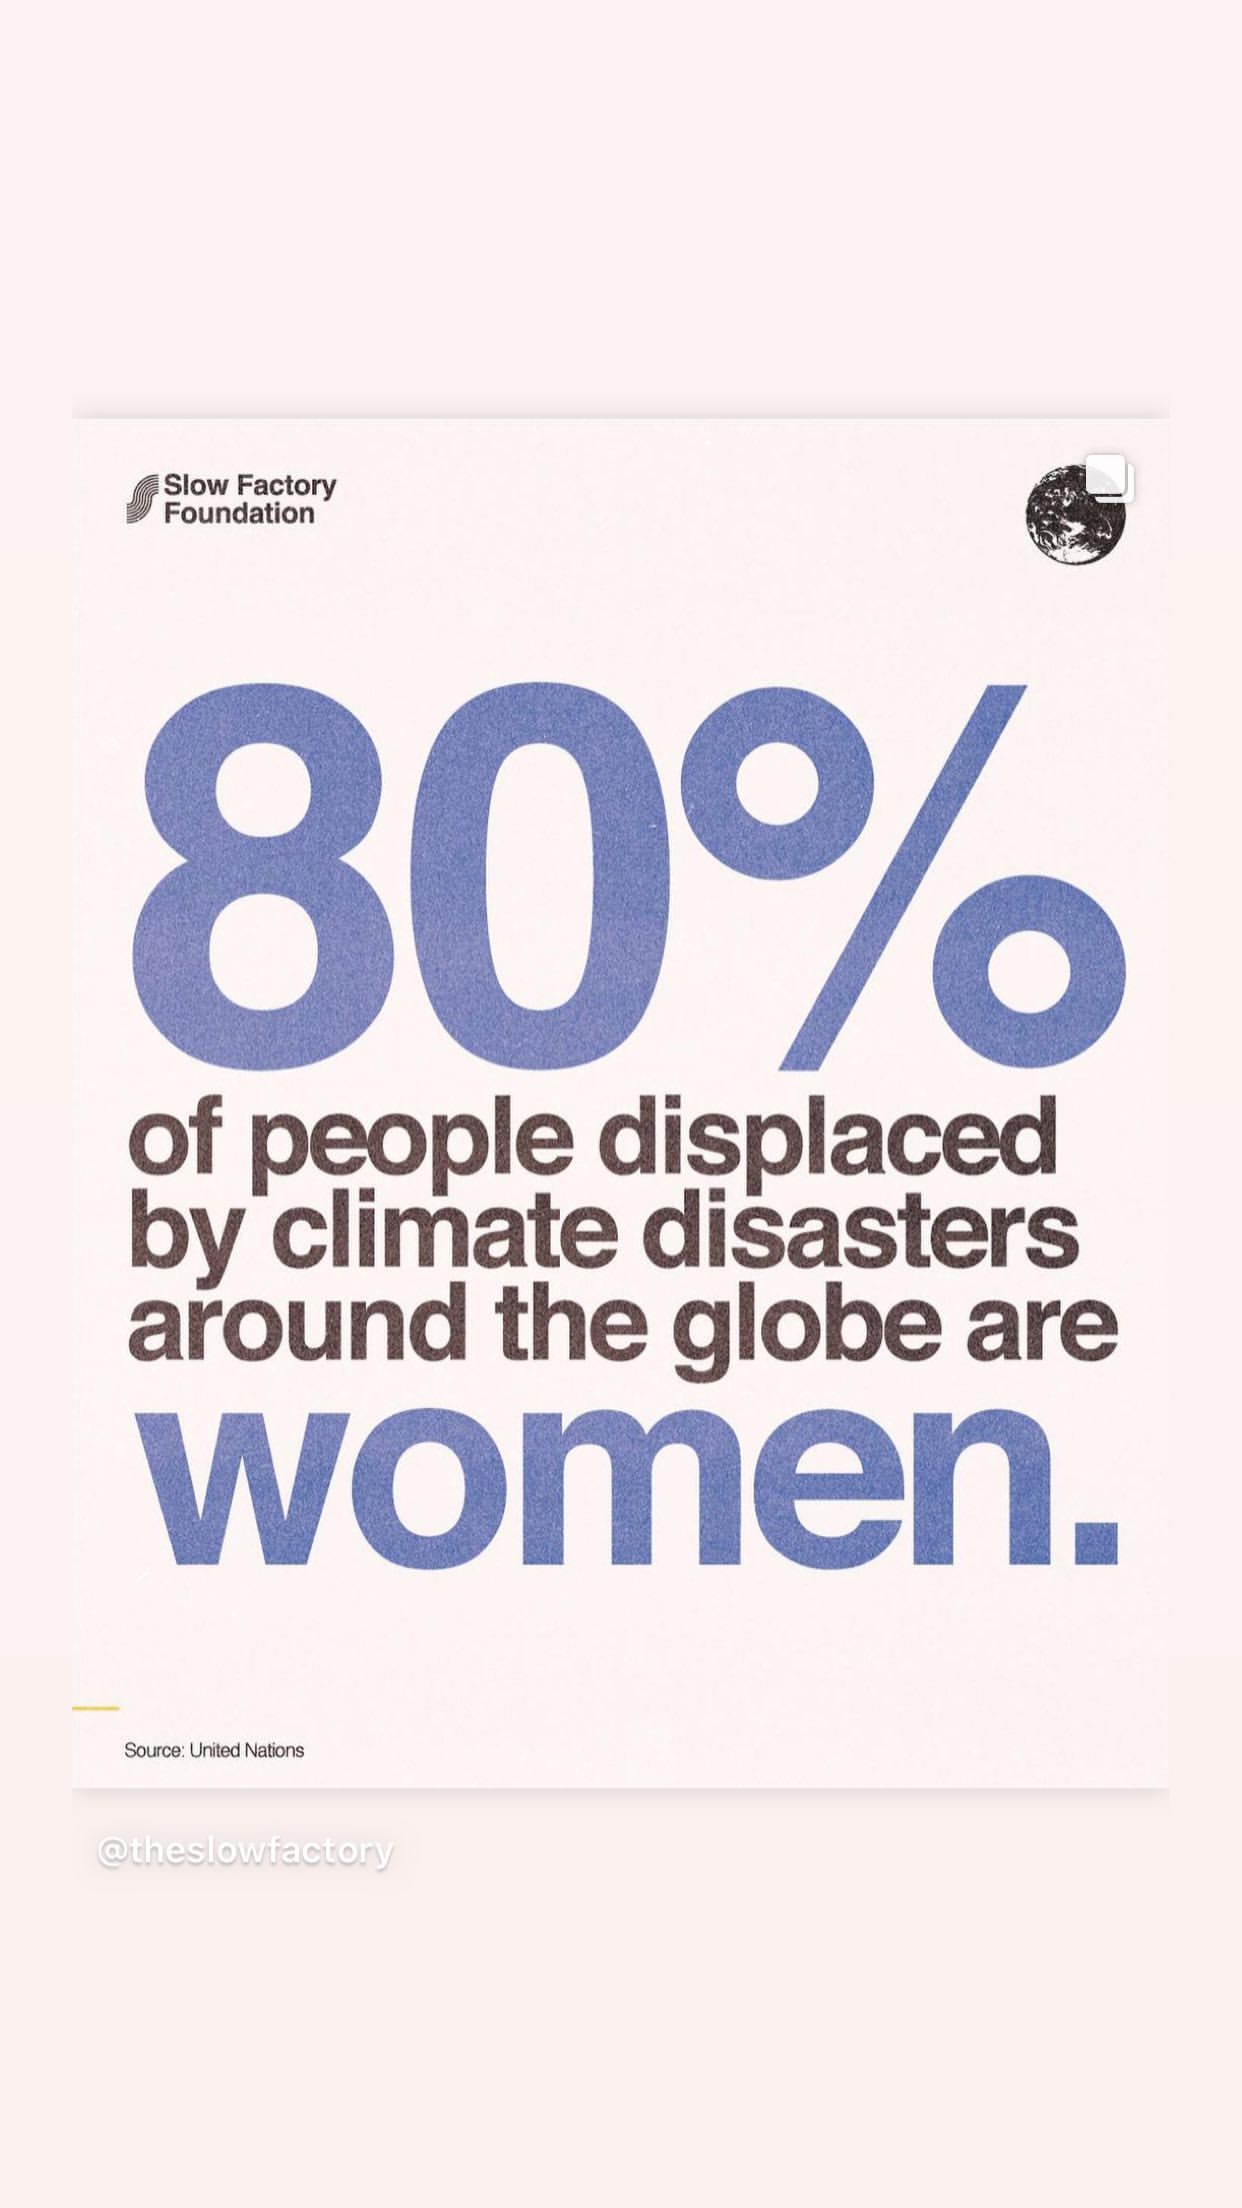 Slow Factory
Foundation
80%
of people displaced
by climate disasters
around the globe are
women.
Source: United Nations
@theslowfactory